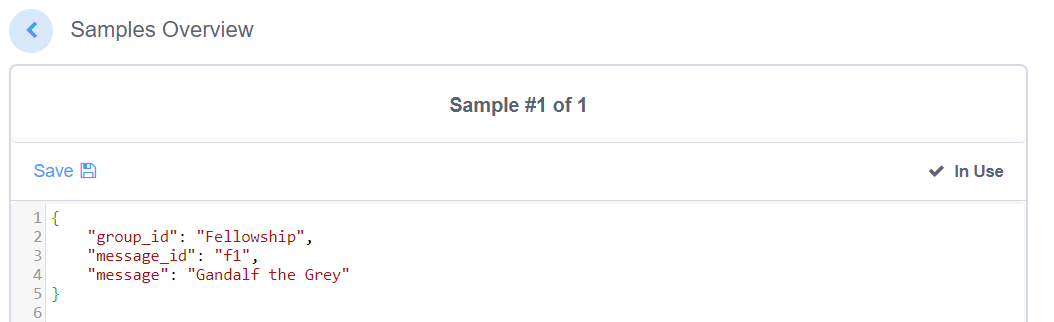 Samples Overview
Sample #1 of 1
Save
In Use
1 {
2     "group_id": "Fellowship",
3     "message_id": "f1",
4     "message": "Gandalf the Grey"
5 }
6